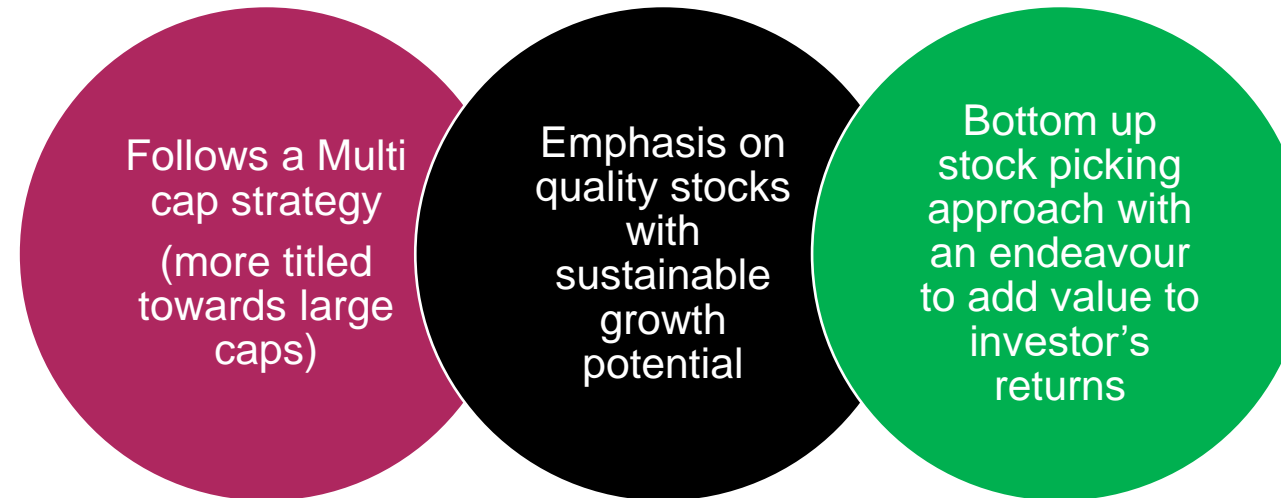 Follows a Multi
cap strategy
(more titled
towards large
caps)
Emphasis on
quality stocks
with
sustainable
growth
potential
Bottom up
stock picking
approach with
an endeavour
to add value to
investor’s
returns